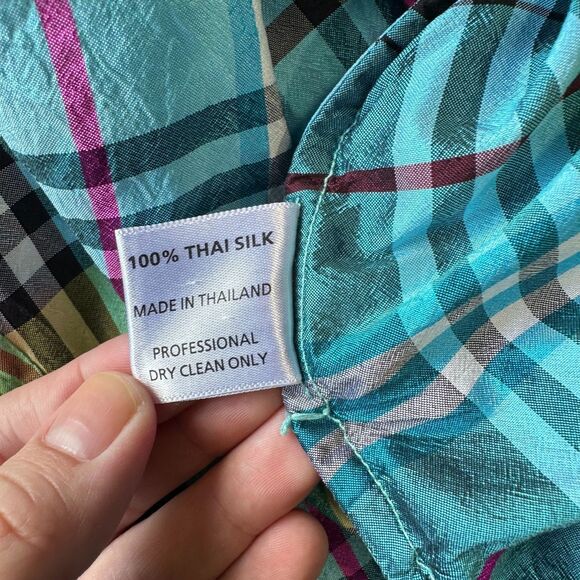 100% THAI SILK
MADE IN THAILAND
PROFESSIONAL
DRY CLEAN ONLY